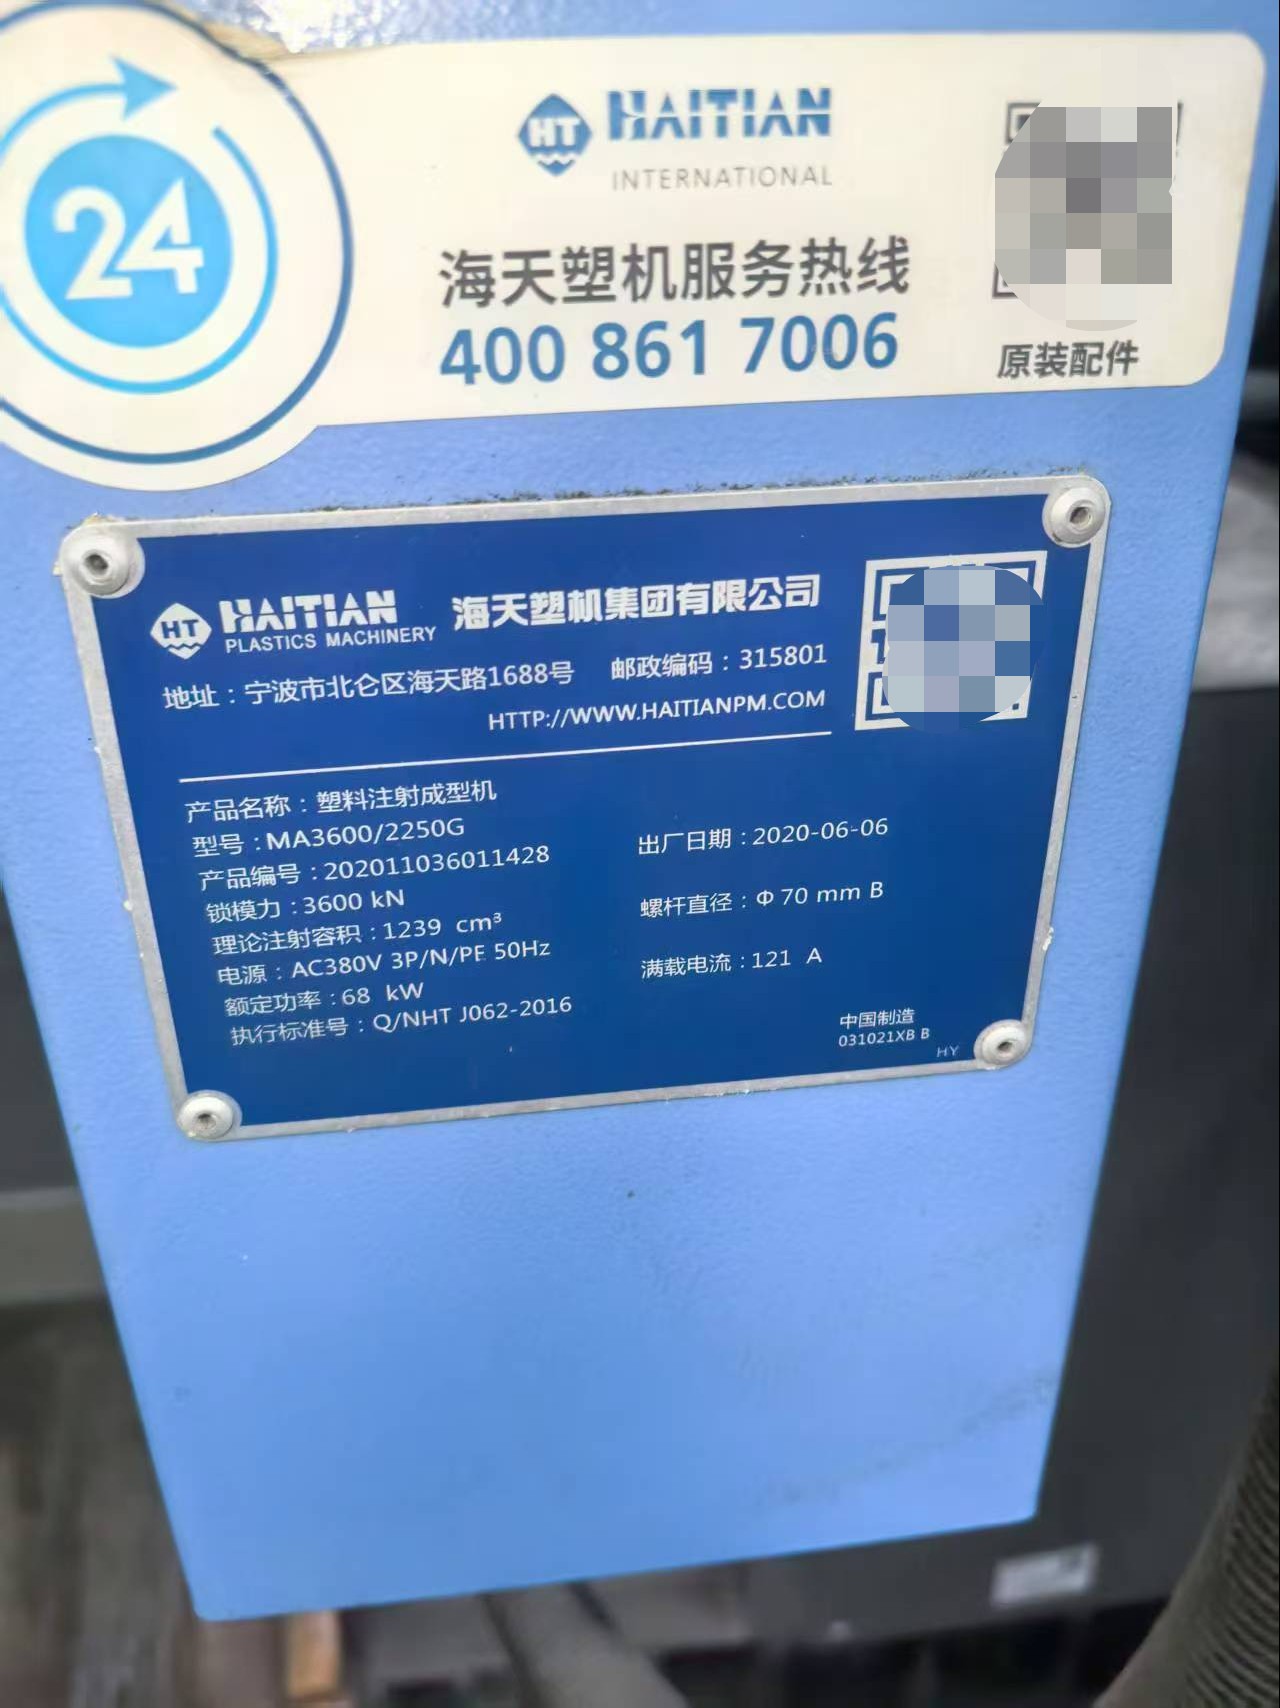 24
HT HAITIAN
INTERNATIONAL
海天塑机服务热线
400 861 7006
原装配件
HT HAITIAN
PLASTICS MACHINERY
海天塑机集团有限公司
地址：宁波市北仑区海天路1688号 邮政编码：315801
HTTP://WWW.HAITIANPM.COM
产品名称：塑料注射成型机
型号：MA3600/2250G
出厂日期：2020-06-06
产品编号：202011036011428
锁模力：3600 kN
螺杆直径：Φ 70 mm B
理论注射容积：1239 cm³
电源：AC380V 3P/N/PE 50Hz
满载电流：121 A
额定功率：68 kW
执行标准号：Q/NHT J062-2016
中国制造
031021XB B
HY